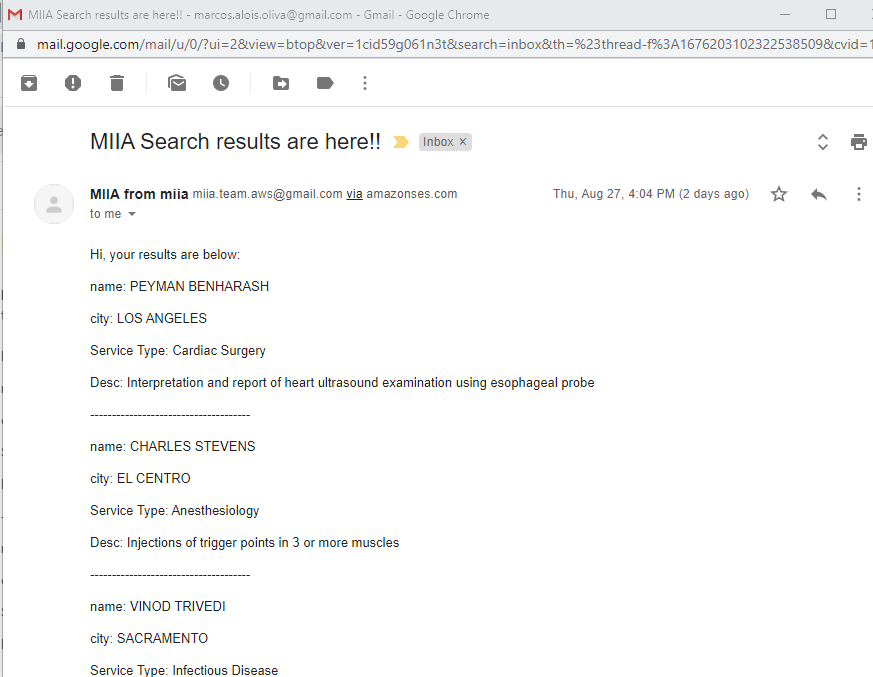 MIIA Search results are here!! - marcos.alois.oliva@gmail.com - Gmail - Google Chrome
mail.google.com/mail/u/0/?ui=2&view=btop&ver=1cid59g061n3t&search=inbox&th=%23thread-f%3A1676203102322538509&cvid=1
MIIA Search results are here!! Inbox ×
MIIA from miia miia.team.aws@gmail.com via amazonses.com Thu, Aug 27, 4:04 PM (2 days ago)
to me
Hi, your results are below:
name: PEYMAN BENHARASH
city: LOS ANGELES
Service Type: Cardiac Surgery
Desc: Interpretation and report of heart ultrasound examination using esophageal probe
-------------------------------------
name: CHARLES STEVENS
city: EL CENTRO
Service Type: Anesthesiology
Desc: Injections of trigger points in 3 or more muscles
-------------------------------------
name: VINOD TRIVEDI
city: SACRAMENTO
Service Type: Infectious Disease